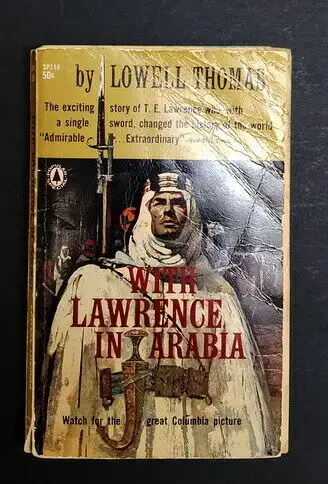 SP116
50¢
by LOWELL THOMAS
The exciting story of T. E. Lawrence who with
a single sword, changed the history of the world
"Admirable ... Extraordinary"
WITH
LAWRENCE
IN ARABIA
Watch for the great Columbia picture